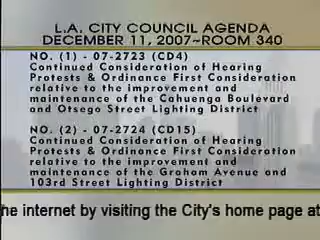 L.A. CITY COUNCIL AGENDA
DECEMBER 11, 2007~ROOM 340
NO. (1) - 07-2723 (CD4)
Continued Consideration of Hearing
Protests & Ordinance First Consideration
relative to the improvement and
maintenance of the Cahuenga Boulevard
and Otsego Street Lighting District
NO. (2) - 07-2724 (CD15)
Continued Consideration of Hearing
Protests & Ordinance First Consideration
relative to the improvement and
maintenance of the Graham Avenue and
103rd Street Lighting District
he internet by visiting the City's home page at